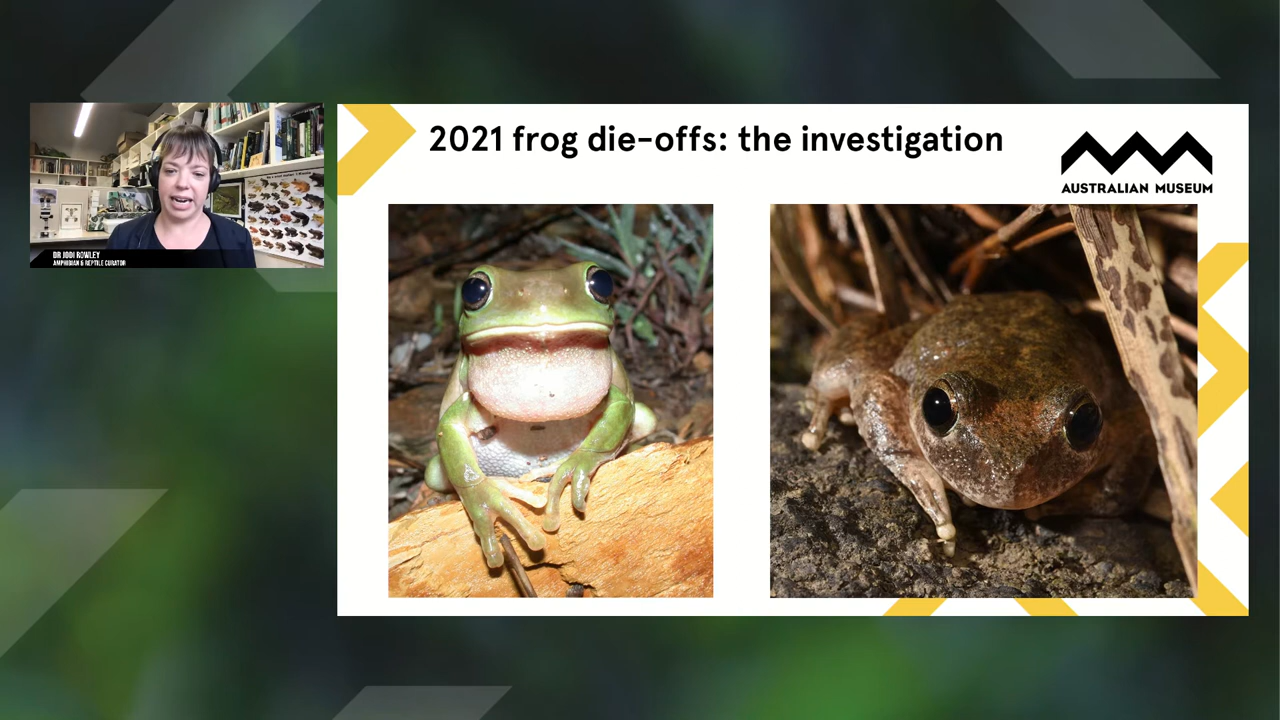 2021 frog die-offs: the investigation
AUSTRALIAN MUSEUM
DR JODI ROWLEY
AMPHIBIAN & REPTILE CURATOR